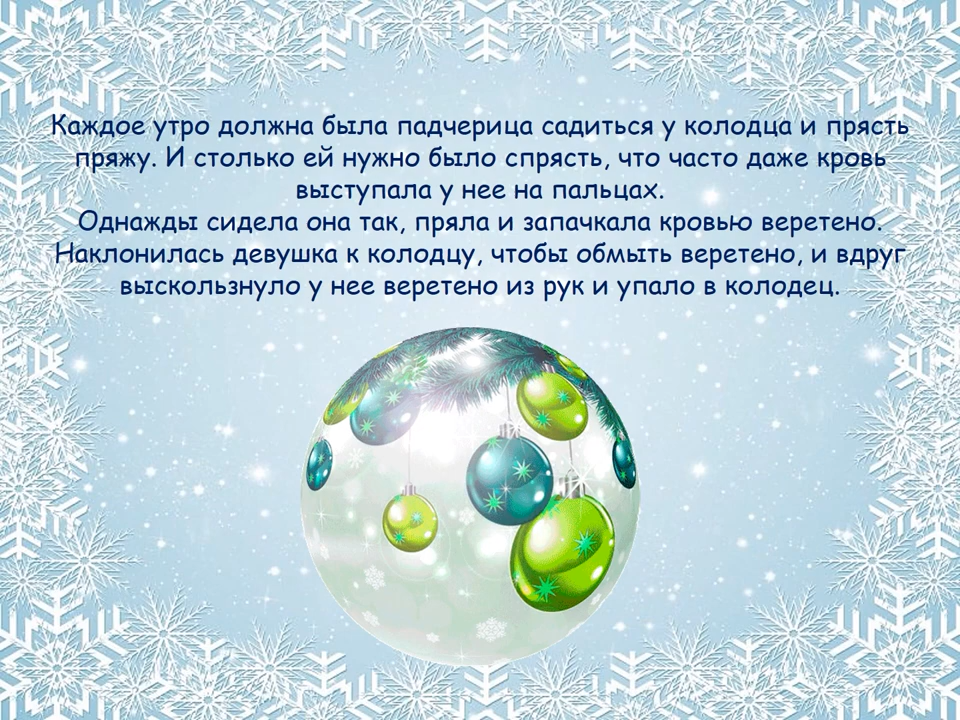 Каждое утро должна была падчерица садиться у колодца и прясть
пряжу. И столько ей нужно было спрясть, что часто даже кровь
выступала у нее на пальцах.
Однажды сидела она так, пряла и запачкала кровью веретено.
Наклонилась девушка к колодцу, чтобы обмыть веретено, и вдруг
выскользнуло у нее веретено из рук и упало в колодец.